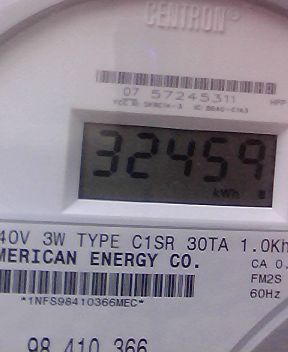 CENTRON®
07 57245311
32459
kWh
40V 3W TYPE C1SR 30TA 1.0Kh
MERICAN ENERGY CO.
CA 0.
FM2S
60Hz
*1NFS98410366MEC*
98 410 366